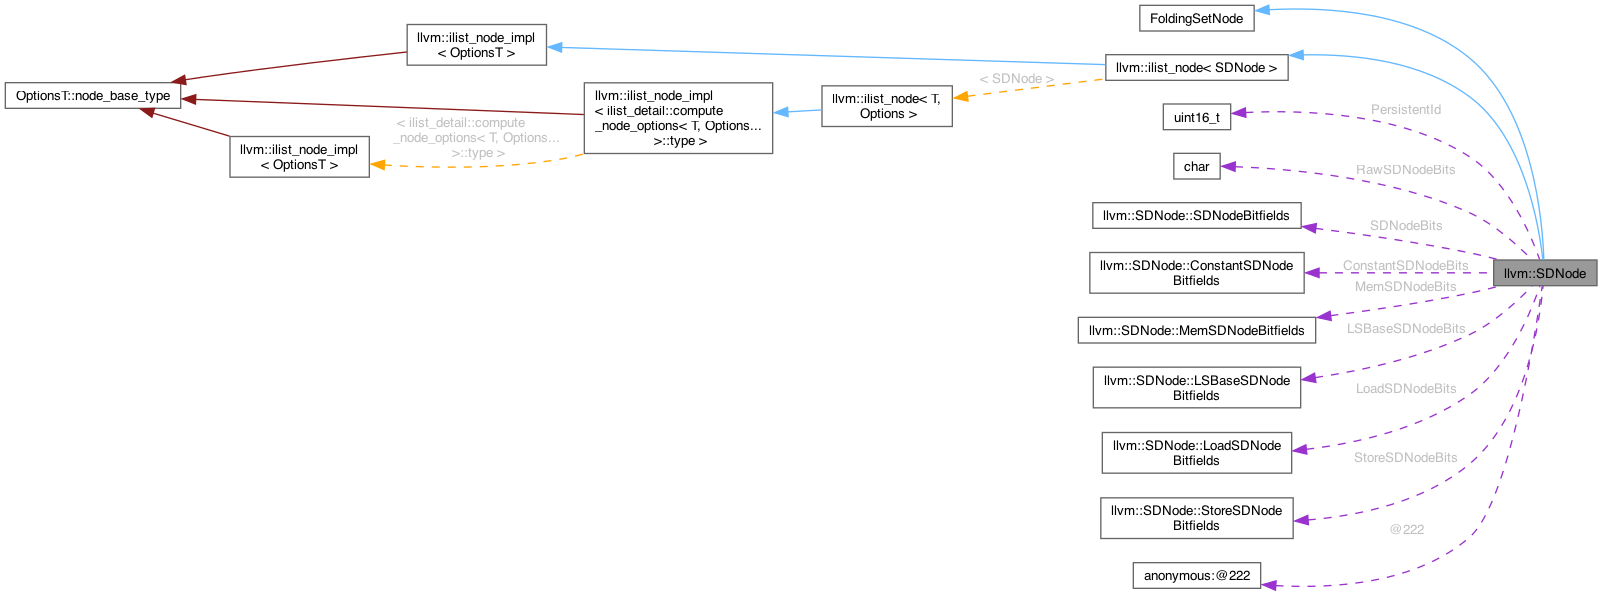 FoldingSetNode
llvm::ilist_node_impl
< OptionsT >
llvm::ilist_node< SDNode >
< SDNode >
OptionsT::node_base_type
llvm::ilist_node_impl
< ilist_detail::compute
_node_options< T, Options...
>::type >
llvm::ilist_node< T,
Options >
< ilist_detail::compute
_node_options< T, Options...
>::type >
llvm::ilist_node_impl
< OptionsT >
PersistentId
uint16_t
RawSDNodeBits
char
SDNodeBits
llvm::SDNode::SDNodeBitfields
llvm::SDNode
ConstantSDNodeBits
llvm::SDNode::ConstantSDNode
Bitfields
MemSDNodeBits
llvm::SDNode::MemSDNodeBitfields
LSBaseSDNodeBits
llvm::SDNode::LSBaseSDNode
Bitfields
LoadSDNodeBits
llvm::SDNode::LoadSDNode
Bitfields
StoreSDNodeBits
llvm::SDNode::StoreSDNode
Bitfields
@222
anonymous:@222